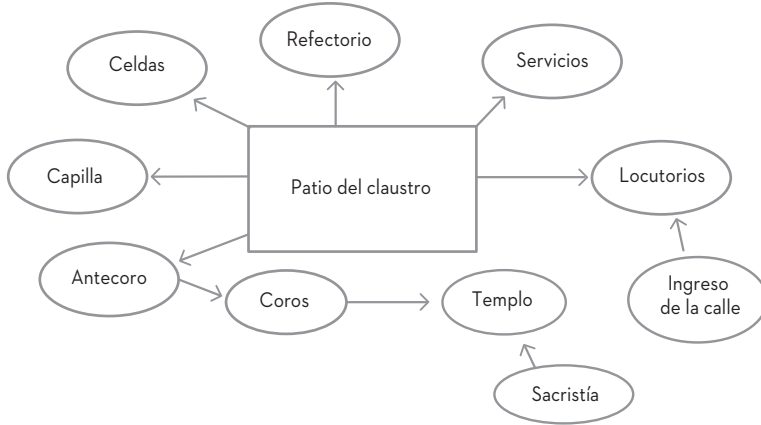 Refectorio
Celdas
Servicios
Capilla
Patio del claustro
Locutorios
Antecoro
Coros
Templo
Ingreso
de la calle
Sacristía